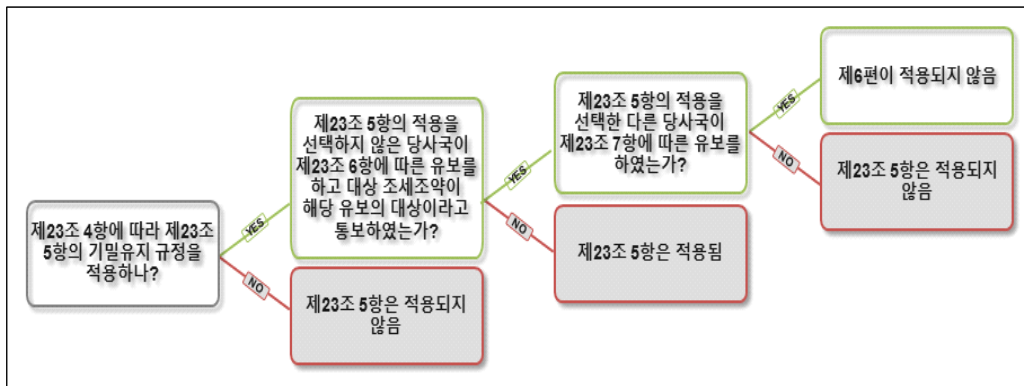 제23조 4항에 따라 제23조
5항의 기밀유지 규정을
적용하나?
YES
NO
제23조 5항의 적용을
선택하지 않은 당사국이
제23조 6항에 따른 유보를
하고 대상 조세조약이
해당 유보의 대상이라고
통보하였는가?
제23조 5항은 적용되지
않음
YES
NO
제23조 5항의 적용을
선택한 다른 당사국이
제23조 7항에 따른 유보를
하였는가?
제23조 5항은 적용됨
YES
NO
제6편이 적용되지 않음
제23조 5항은 적용되지
않음